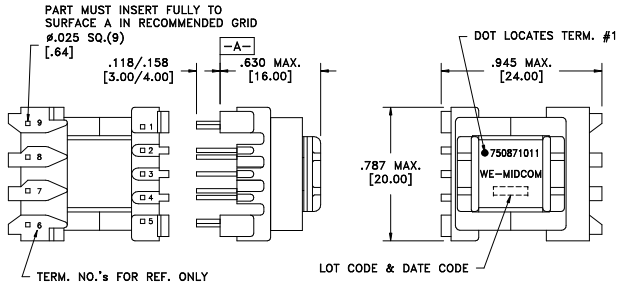 PART MUST INSERT FULLY TO
SURFACE A IN RECOMMENDED GRID
ø.025 SQ.(9)
[.64]
.118/.158
[3.00/4.00]
-A-
.630 MAX.
[16.00]
DOT LOCATES TERM. #1
.945 MAX.
[24.00]
.787 MAX.
[20.00]
9
8
7
6
1
2
3
4
5
750871011
WE-MIDCOM
TERM. NO.'s FOR REF. ONLY
LOT CODE & DATE CODE